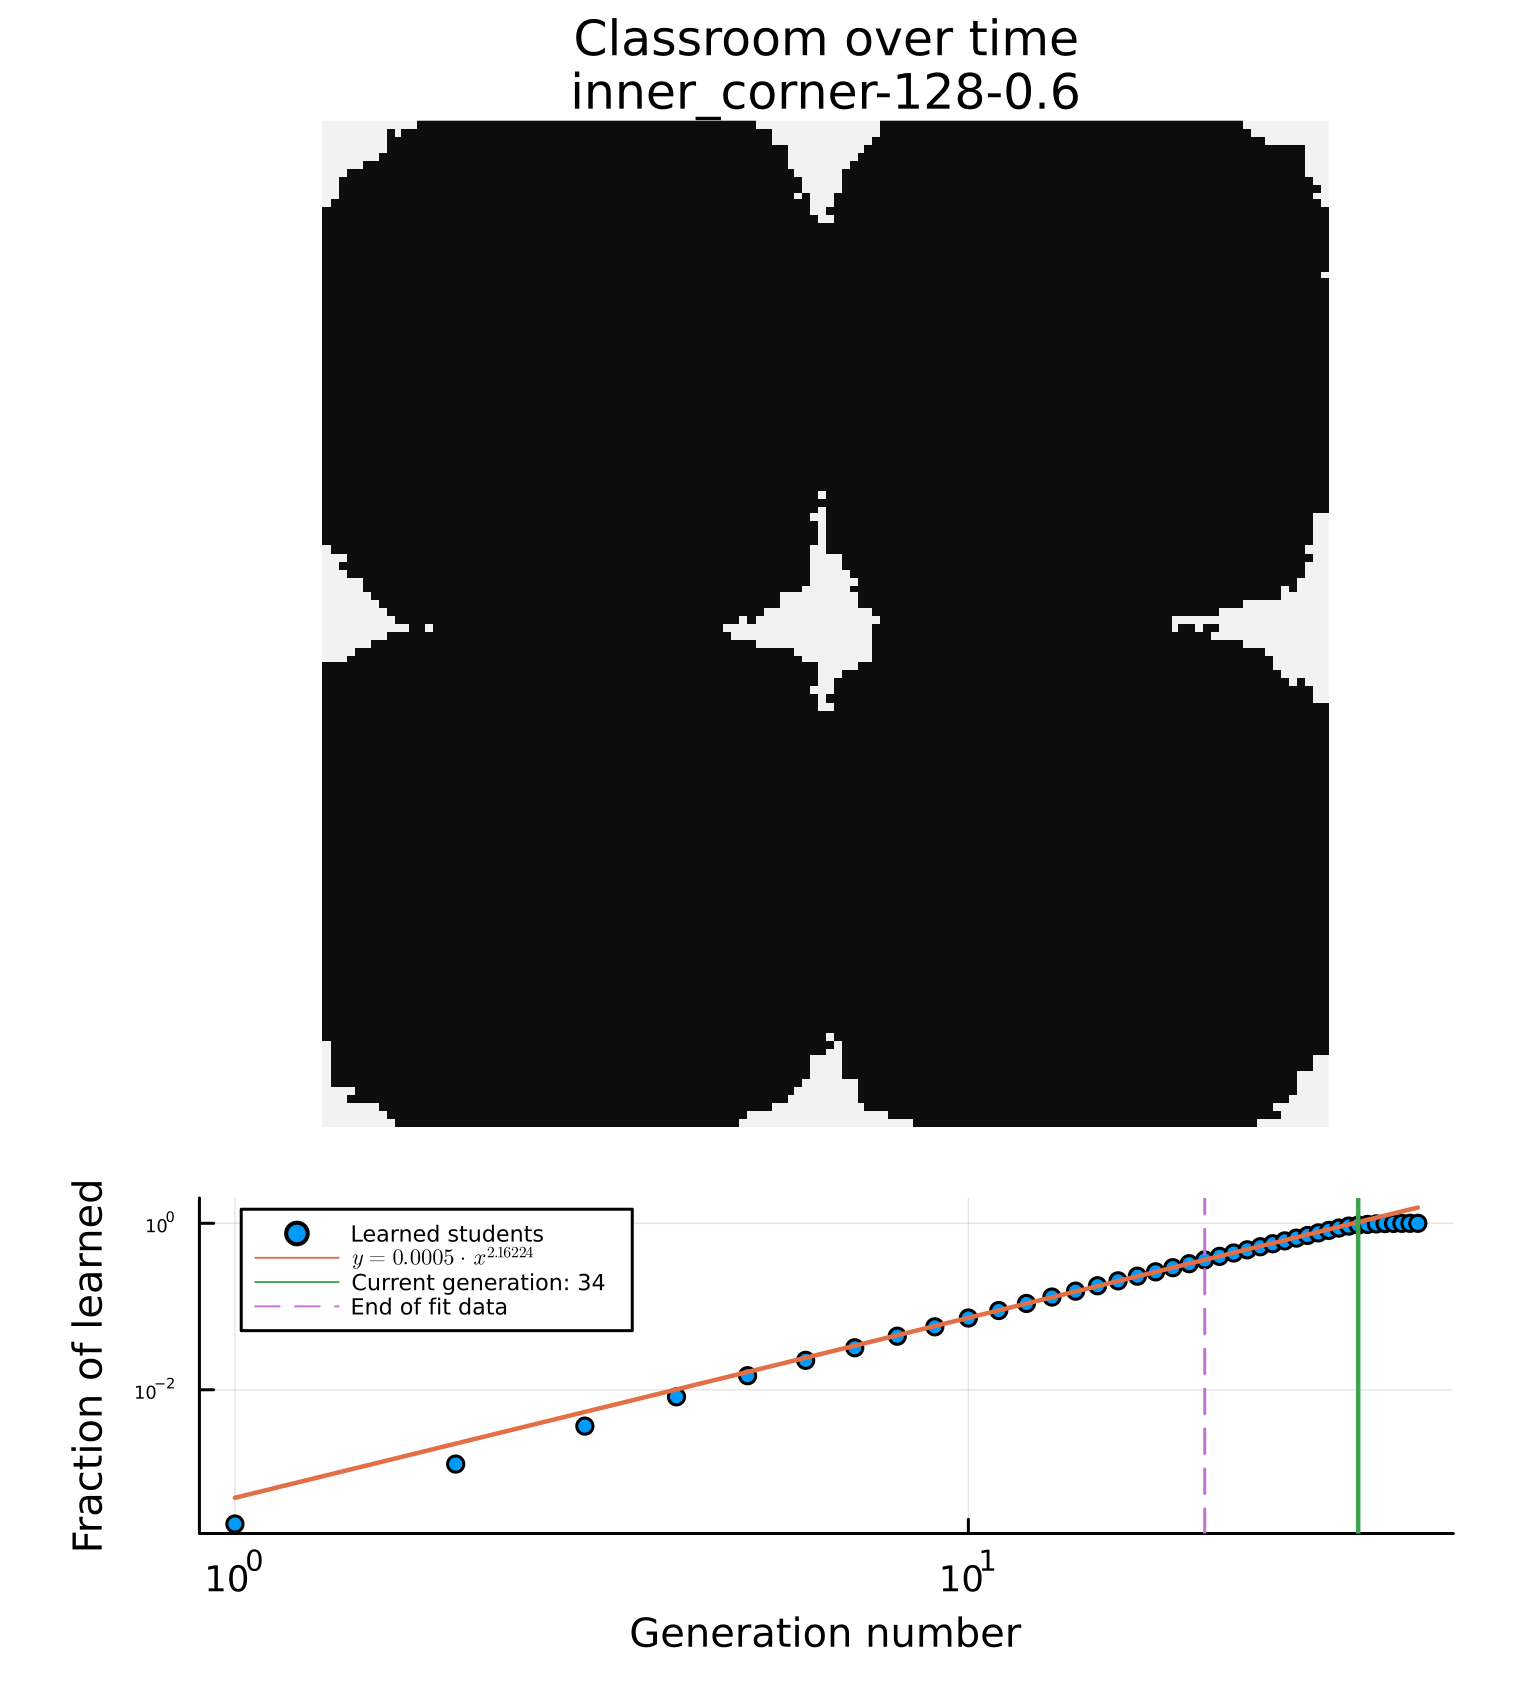 Classroom over time
inner_corner-128-0.6
Fraction of learned
10⁰
10⁻²
Learned students
y = 0.0005 · x^2.16224
Current generation: 34
End of fit data
10⁰
10¹
Generation number